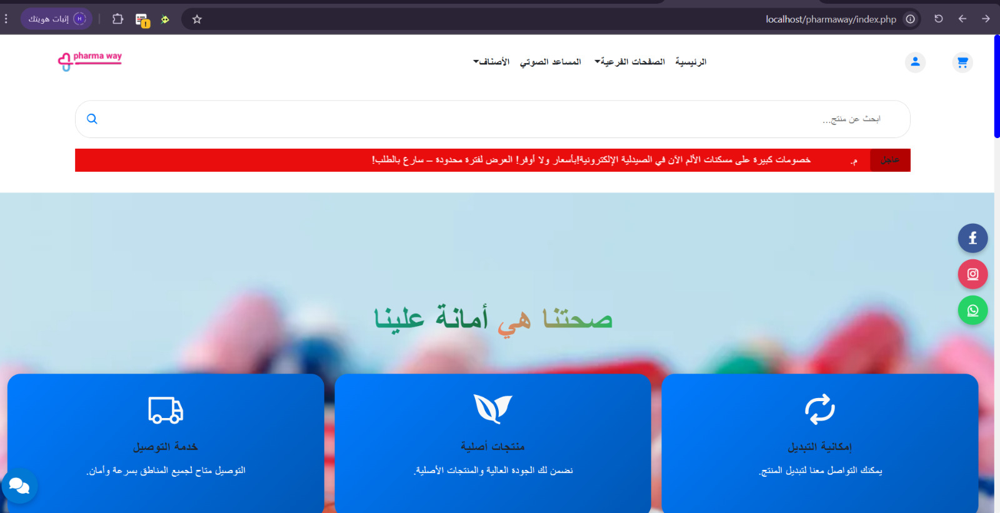 إثبات هويتك H
localhost/pharmaway/index.php
pharma way
الرئيسية الصفحات الفرعية المساعد الصوتي الأصناف
ابحث عن منتج...
عاجل م. خصومات كبيرة على مسكنات الألم الآن في الصيدلية الإلكترونية!بأسعار ولا أوفر! العرض لفترة محدودة – سارع بالطلب!
صحتنا هي أمانة علينا
إمكانية التبديل
يمكنك التواصل معنا لتبديل المنتج.
منتجات أصلية
نضمن لك الجودة العالية والمنتجات الأصلية.
خدمة التوصيل
التوصيل متاح لجميع المناطق بسرعة وأمان.